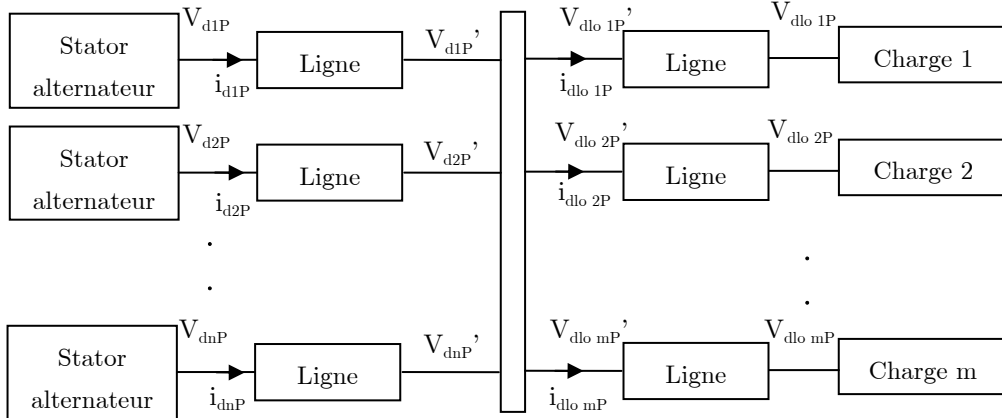 V_d1P V_dlo 1P' V_dlo 1P
Stator alternateur Ligne V_d1P' Ligne Charge 1
i_d1P i_dlo 1P
V_d2P V_dlo 2P' V_dlo 2P
Stator alternateur Ligne V_d2P' Ligne Charge 2
i_d2P i_dlo 2P
.
.
.
.
V_dnP V_dlo mP' V_dlo mP
Stator alternateur Ligne V_dnP' Ligne Charge m
i_dnP i_dlo mP